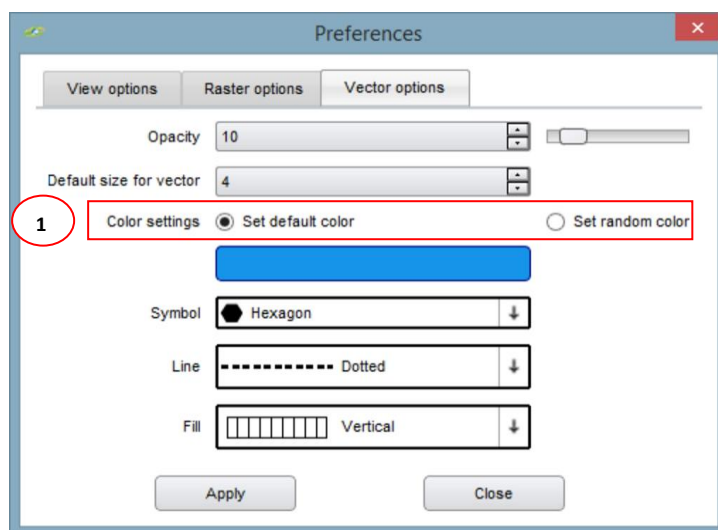 Preferences
View options Raster options Vector options
Opacity 10
Default size for vector 4
1 Color settings Set default color Set random color
Symbol Hexagon
Line Dotted
Fill Vertical
Apply Close